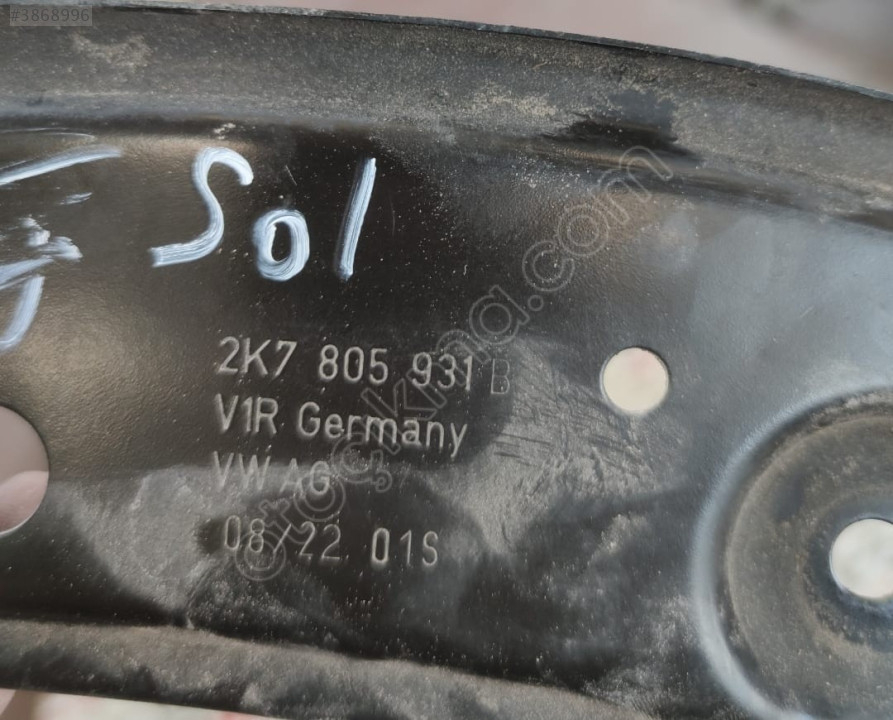 #3868996
Sol
2K7 805 931 B
V1R Germany
VW AG
08/22 01S
otoçıkma.com